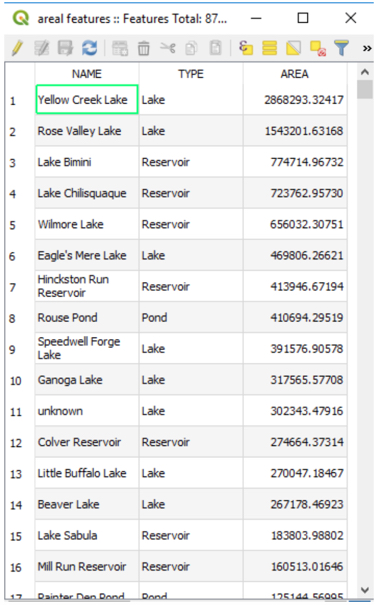 areal features :: Features Total: 87...
NAME TYPE AREA
1 Yellow Creek Lake Lake 2868293.32417
2 Rose Valley Lake Lake 1543201.63168
3 Lake Bimini Reservoir 774714.96732
4 Lake Chilisquaque Reservoir 723762.95730
5 Wilmore Lake Reservoir 656032.30751
6 Eagle's Mere Lake Lake 469806.26621
7 Hinckston Run
Reservoir Reservoir 413946.67194
8 Rouse Pond Pond 410694.29519
9 Speedwell Forge
Lake Lake 391576.90578
10 Ganoga Lake Lake 317565.57708
11 unknown Lake 302343.47916
12 Colver Reservoir Reservoir 274664.37314
13 Little Buffalo Lake Lake 270047.18467
14 Beaver Lake Lake 267178.46923
15 Lake Sabula Reservoir 183803.98802
16 Mill Run Reservoir Reservoir 160513.01646
17 Painter Den Pond Pond 125144.56995